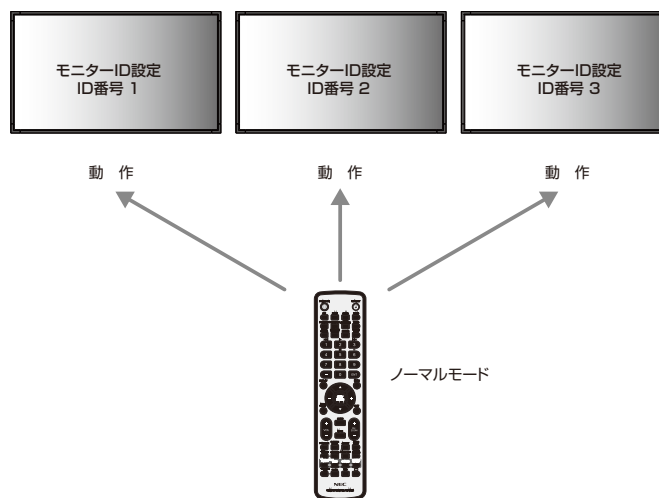 モニターID設定
ID番号 1
モニターID設定
ID番号 2
モニターID設定
ID番号 3
動 作
動 作
動 作
ノーマルモード
NEC